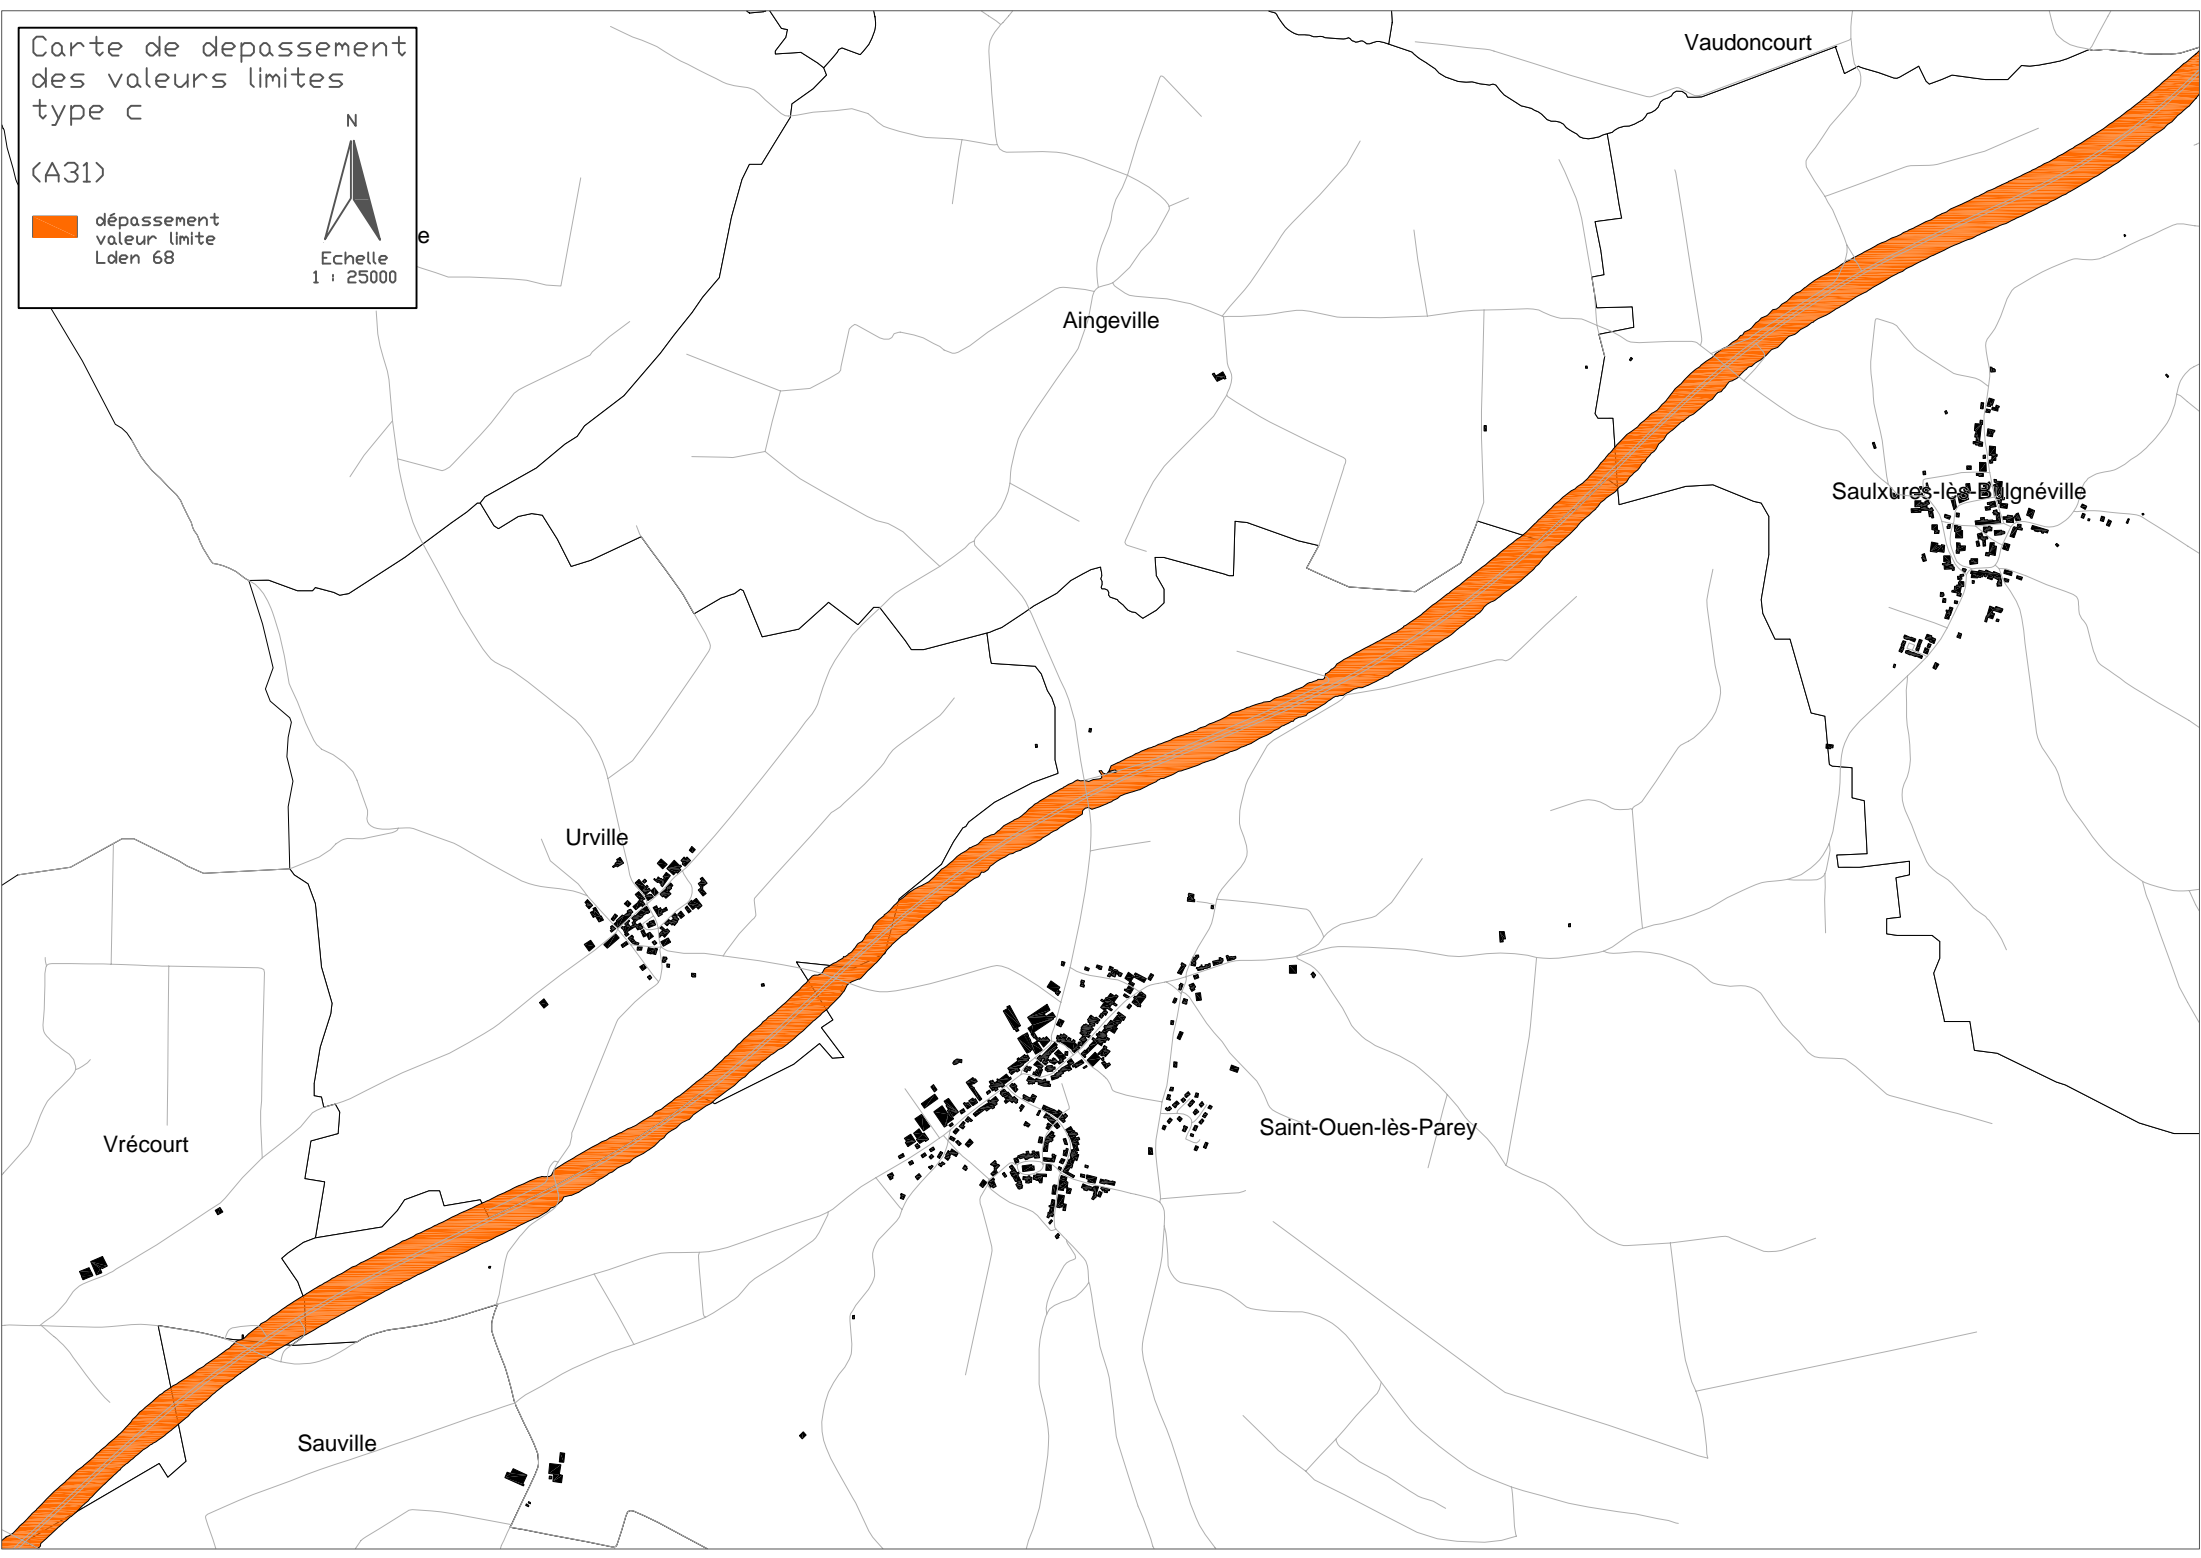 Carte de depassement
des valeurs limites
type c
(A31)
N
dépassement
valeur limite
Lden 68
Echelle
1 : 25000
e
Vaudoncourt
Aingeville
Saulxures-lès-Bulgnéville
Urville
Vrécourt
Saint-Ouen-lès-Parey
Sauville